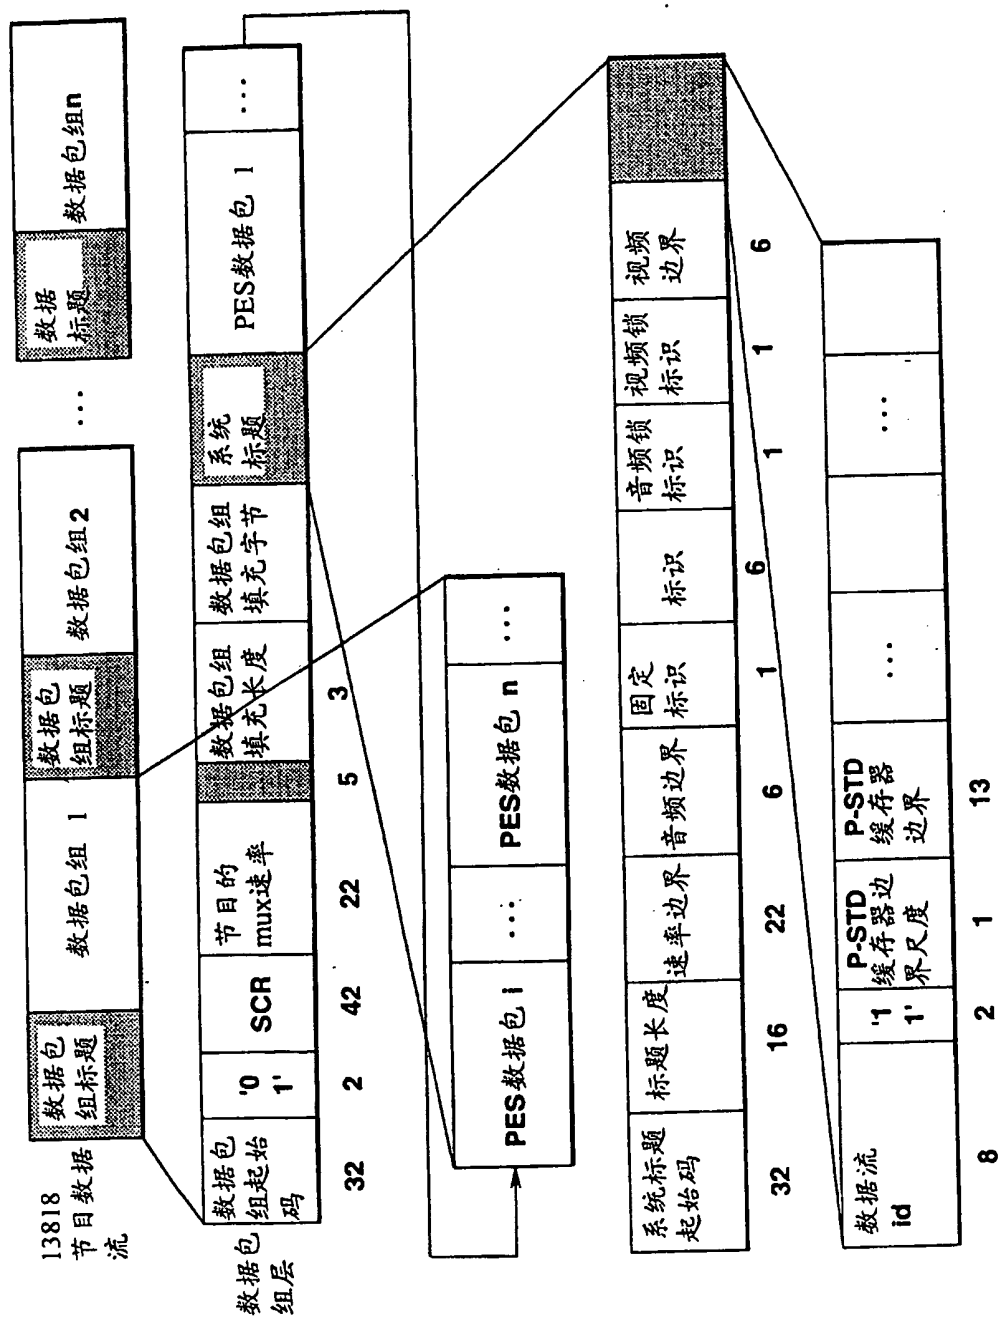 13818
节目数据
流
数据包
组标题
数据包组 1
数据包
组标题
数据包组2
...
数据
标题
数据包组n
数据包
组层
数据包
组起始
码
'0
1'
SCR
节目的
mux速率
数据包组
填充长度
数据包组
填充字节
系统
标题
PES数据包 1
...
32
2
42
22
5
3
PES数据包 i
...
PES数据包 n
...
系统标题
起始码
标题长度
速率边界
音频边界
固定
标识
标识
音频锁
标识
视频锁
标识
视频
边界
32
16
22
6
1
6
1
1
6
数据流
id
'1
1'
P-STD
缓存器边
界尺度
P-STD
缓存器
边界
...
...
8
2
1
13